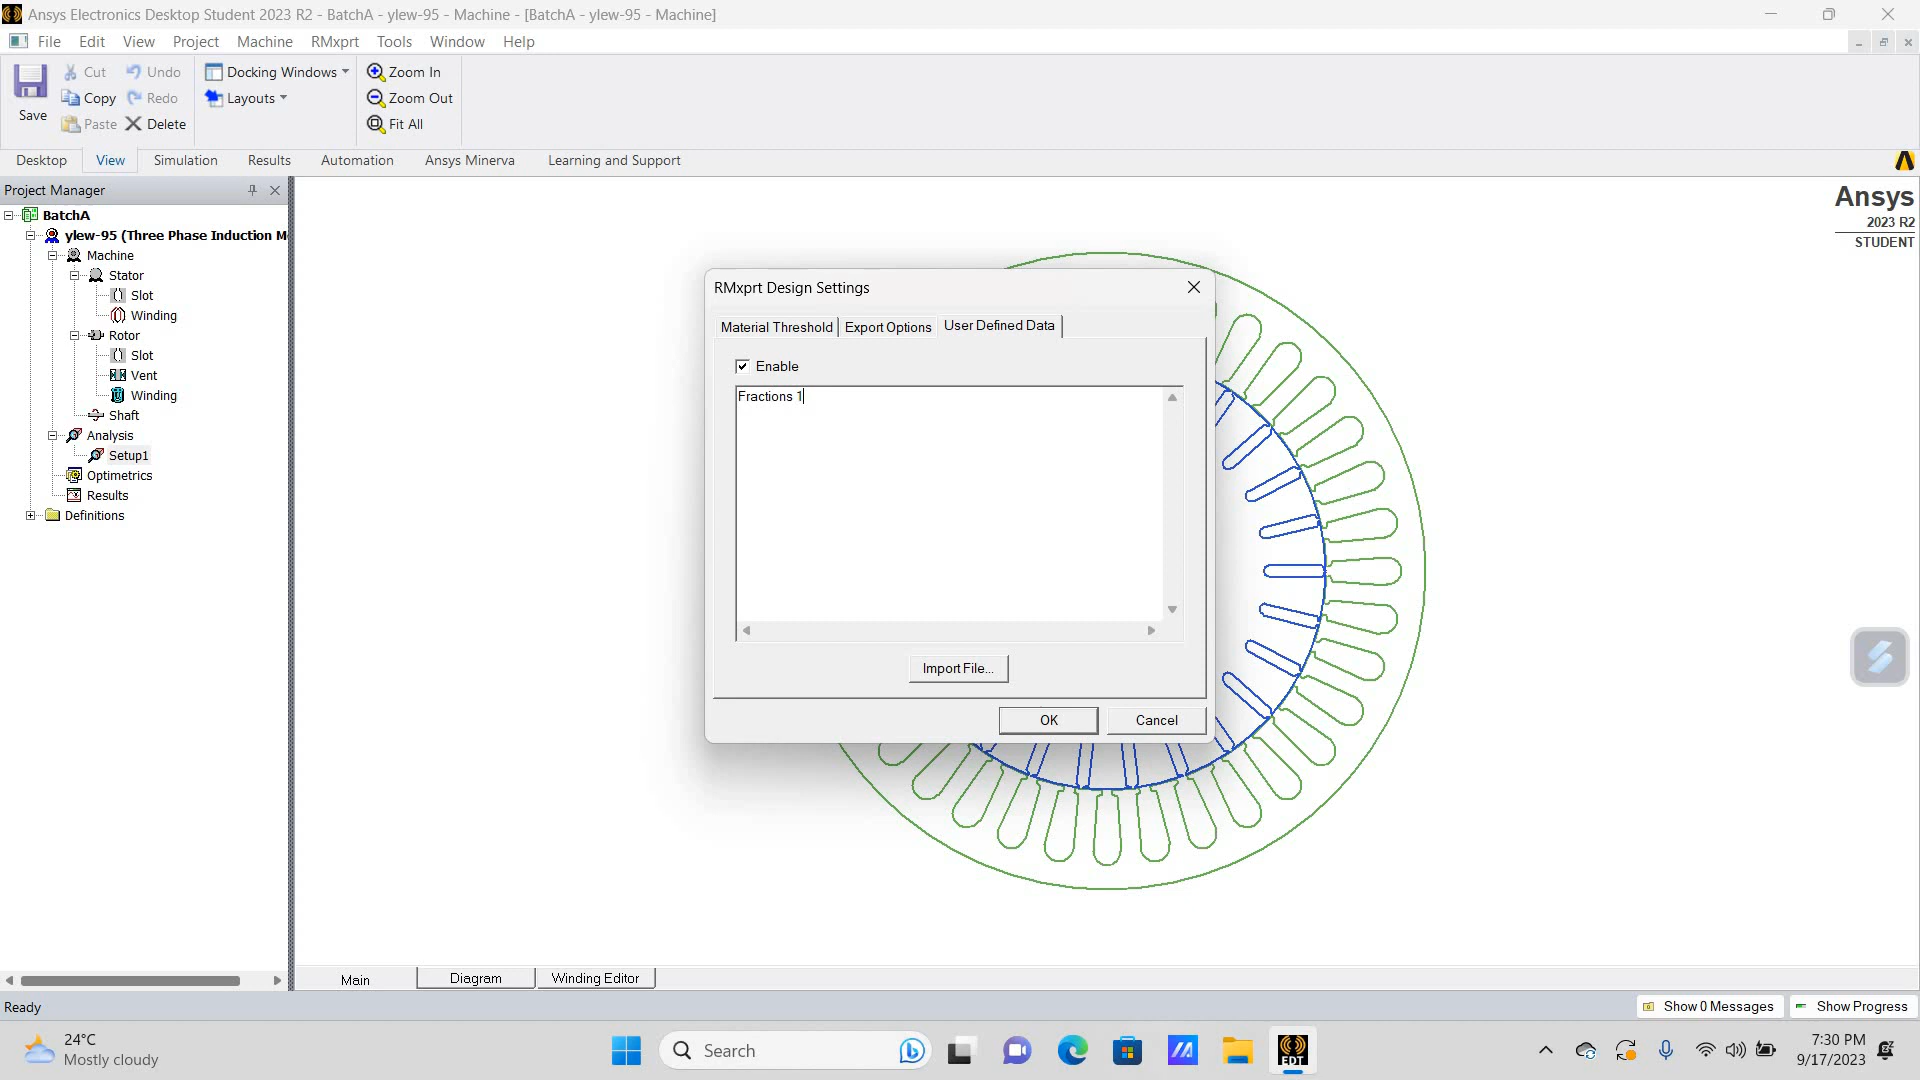 Ansys Electronics Desktop Student 2023 R2 - BatchA - ylew-95 - Machine - [BatchA - ylew-95 - Machine]
File Edit View Project Machine RMxprt Tools Window Help
Save
Cut
Undo
Copy
Redo
Paste
Delete
Docking Windows
Layouts
Zoom In
Zoom Out
Fit All
Desktop View Simulation Results Automation Ansys Minerva Learning and Support
Project Manager
BatchA
ylew-95 (Three Phase Induction M
Machine
Stator
Slot
Winding
Rotor
Slot
Vent
Winding
Shaft
Analysis
Setup1
Optimetrics
Results
Definitions
Ansys
2023 R2
STUDENT
RMxprt Design Settings
Material Threshold Export Options User Defined Data
Enable
Fractions 1
Import File...
OK Cancel
Main Diagram Winding Editor
Ready
Show 0 Messages Show Progress
24°C
Mostly cloudy
Search
EDT
7:30 PM
9/17/2023